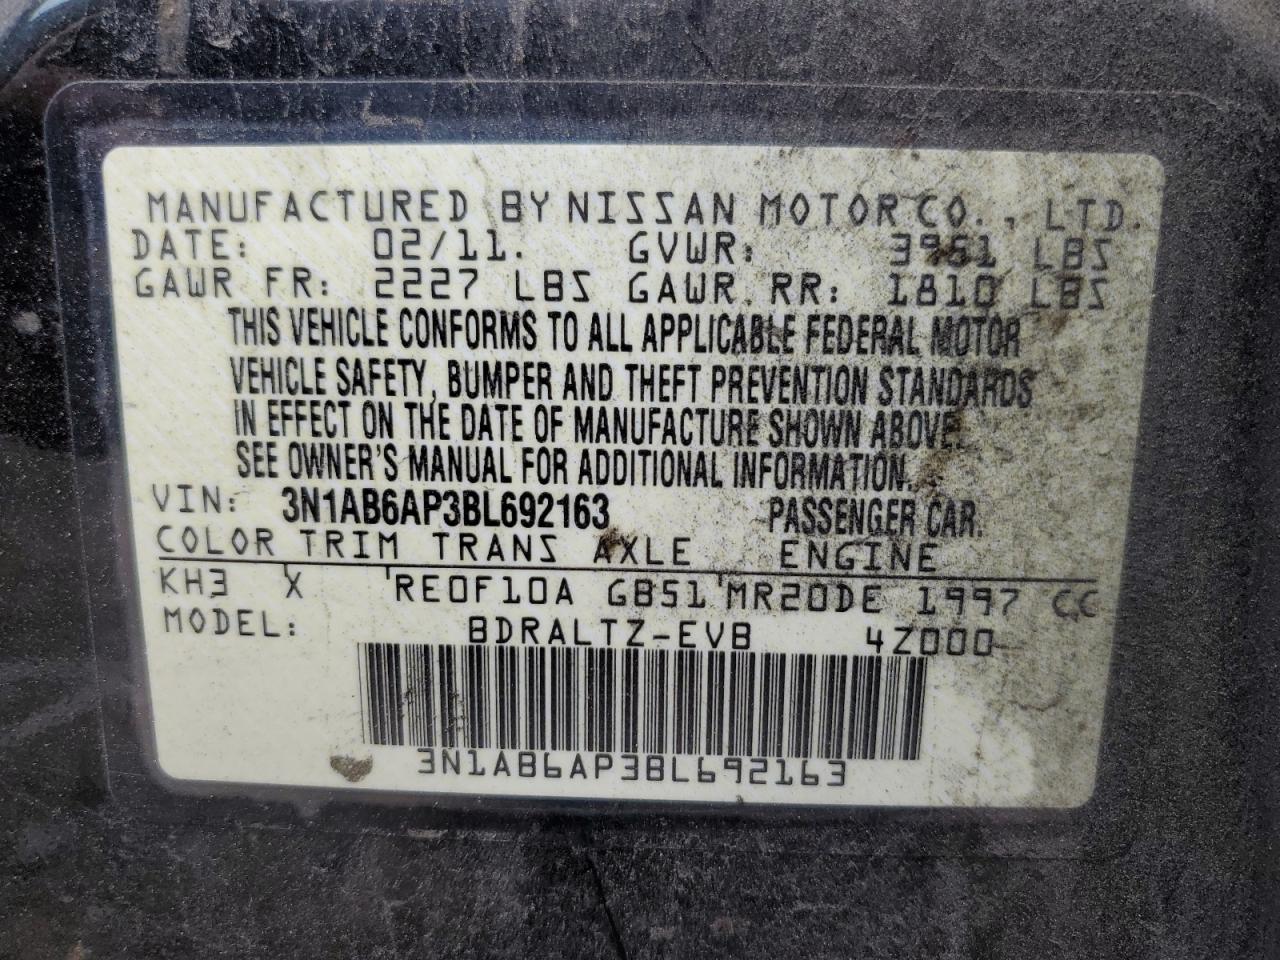 MANUFACTURED BY NISSAN MOTOR CO., LTD.
DATE: 02/11. GVWR: 3961 LBS
GAWR FR: 2227 LBS GAWR RR: 1810 LBS
THIS VEHICLE CONFORMS TO ALL APPLICABLE FEDERAL MOTOR
VEHICLE SAFETY, BUMPER AND THEFT PREVENTION STANDARDS
IN EFFECT ON THE DATE OF MANUFACTURE SHOWN ABOVE.
SEE OWNER'S MANUAL FOR ADDITIONAL INFORMATION.
VIN: 3N1AB6AP3BL692163 PASSENGER CAR.
COLOR TRIM TRANS AXLE ENGINE
KH3 X RE0F10A GB51 MR20DE 1997 CC
MODEL: BDRALTZ-EVB 4Z000
3N1AB6AP3BL692163